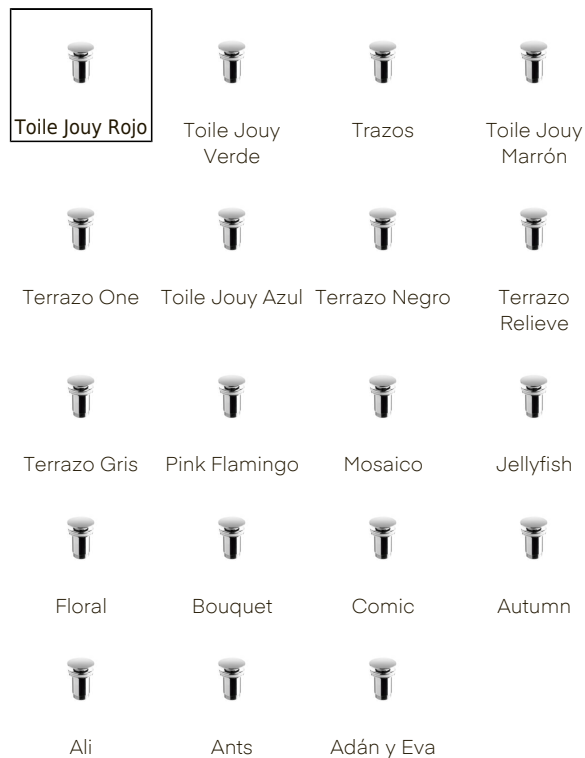 Toile Jouy Rojo
Toile Jouy
Verde
Trazos
Toile Jouy
Marrón
Terrazo One
Toile Jouy Azul
Terrazo Negro
Terrazo
Relieve
Terrazo Gris
Pink Flamingo
Mosaico
Jellyfish
Floral
Bouquet
Comic
Autumn
Ali
Ants
Adán y Eva